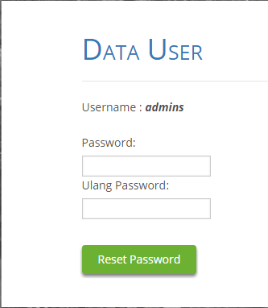 Data User
Username : admins
Password:
Ulang Password:
Reset Password